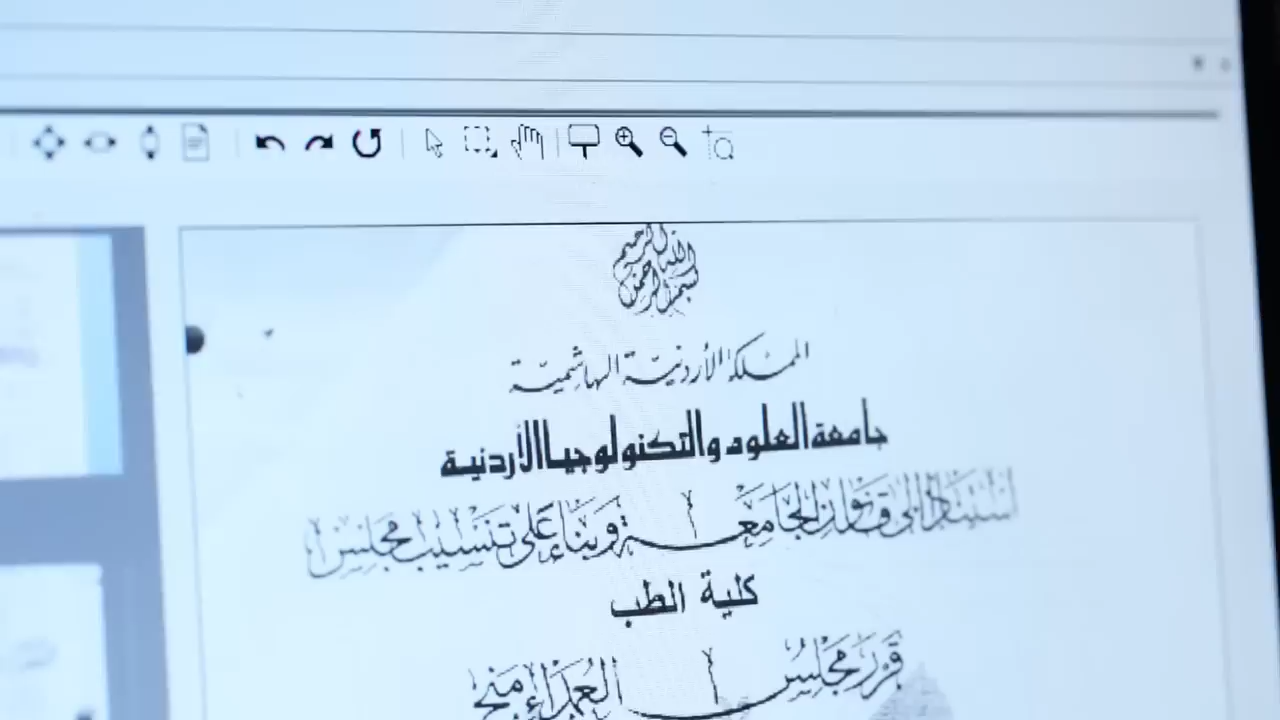 بسم الله الرحمن الرحيم
المملكة الأردنية الهاشمية
جامعة العلوم والتكنولوجيا الأردنية
استنادا إلى قانون الجامعة وبناء على تنسيب مجلس
كلية الطب
قرر مجلس العمداء منح